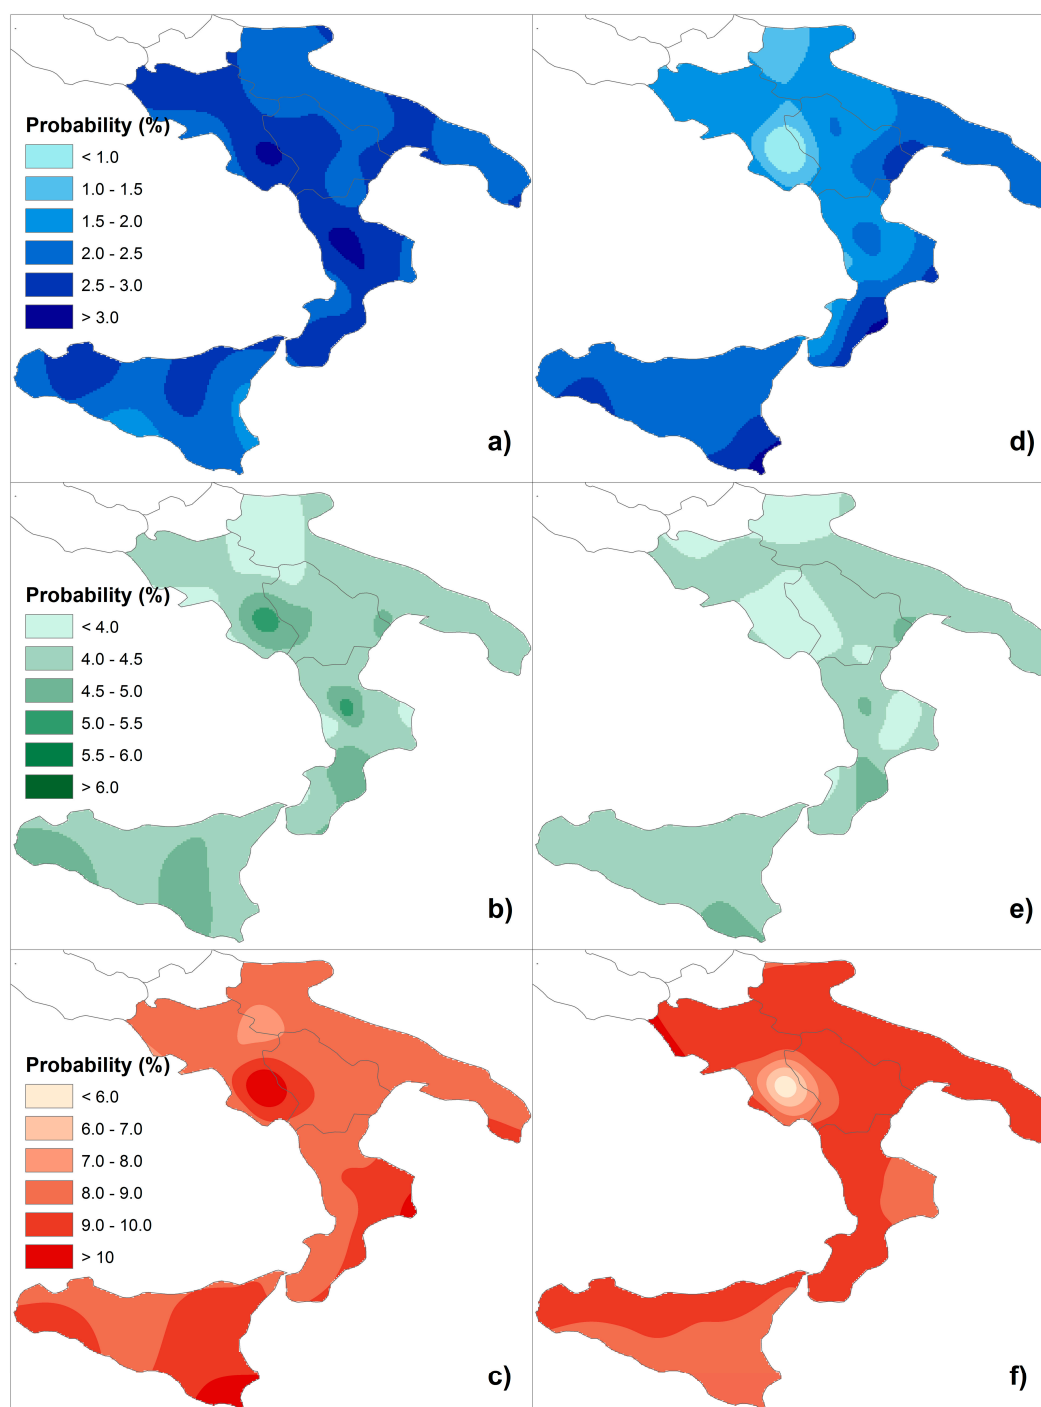 Probability (%)
< 1.0
1.0 - 1.5
1.5 - 2.0
2.0 - 2.5
2.5 - 3.0
> 3.0
a)
d)
Probability (%)
< 4.0
4.0 - 4.5
4.5 - 5.0
5.0 - 5.5
5.5 - 6.0
> 6.0
b)
e)
Probability (%)
< 6.0
6.0 - 7.0
7.0 - 8.0
8.0 - 9.0
9.0 - 10.0
> 10
c)
f)